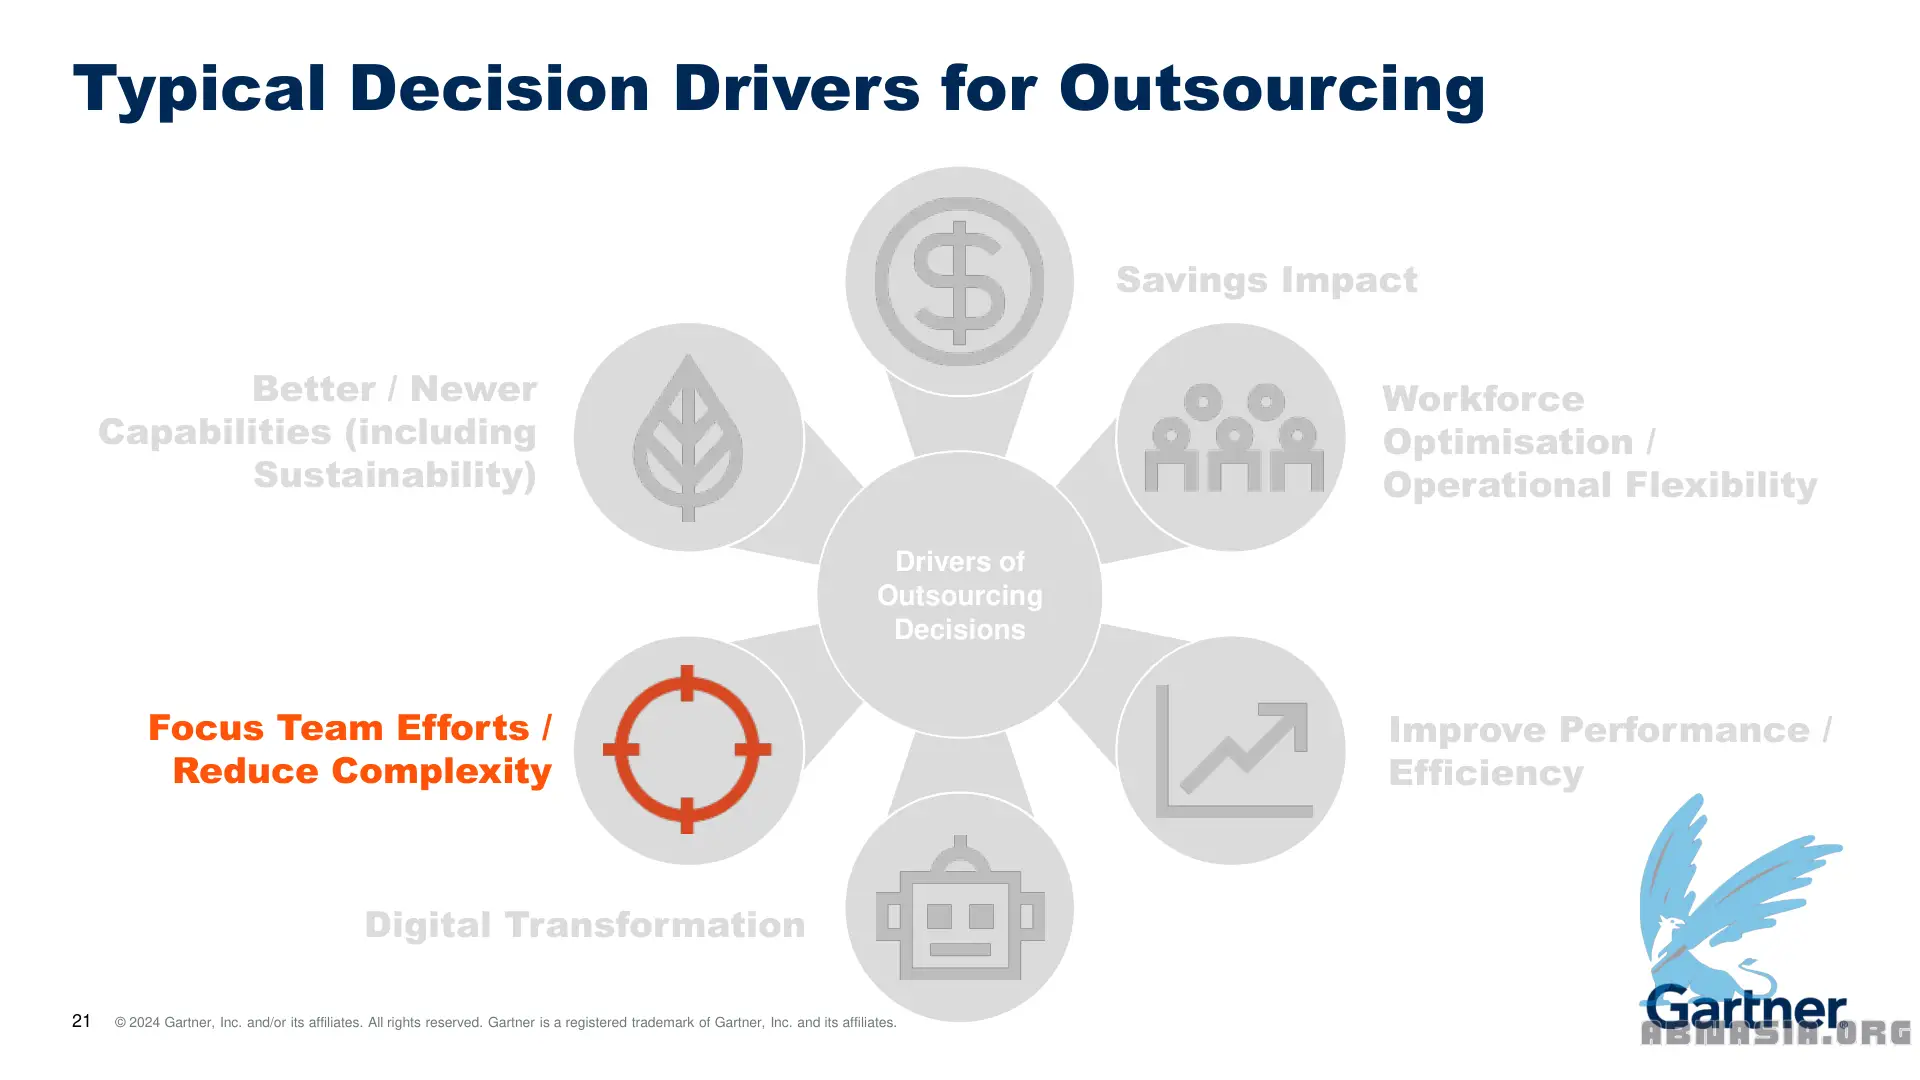 Typical Decision Drivers for Outsourcing
Savings Impact
Better / Newer
Capabilities (including
Sustainability)
Workforce
Optimisation /
Operational Flexibility
Drivers of
Outsourcing
Decisions
Focus Team Efforts /
Reduce Complexity
Improve Performance /
Efficiency
Digital Transformation
21 © 2024 Gartner, Inc. and/or its affiliates. All rights reserved. Gartner is a registered trademark of Gartner, Inc. and its affiliates.
Gartner®
ABNASIA.ORG